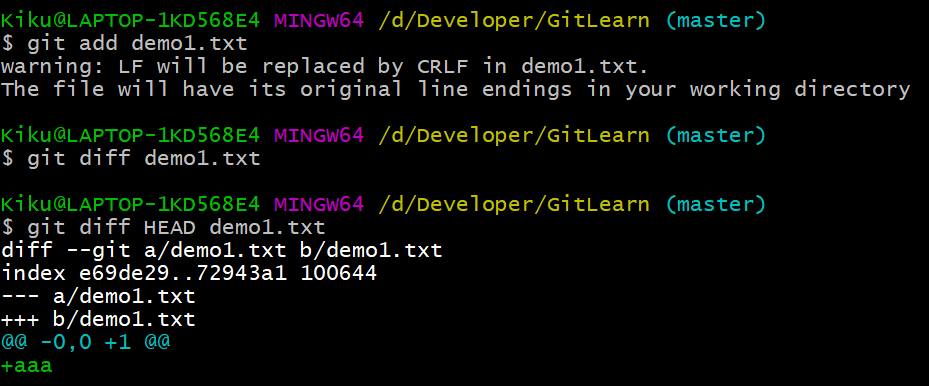 Kiku@LAPTOP-1KD568E4 MINGW64 /d/Developer/GitLearn (master)
$ git add demo1.txt
warning: LF will be replaced by CRLF in demo1.txt.
The file will have its original line endings in your working directory
Kiku@LAPTOP-1KD568E4 MINGW64 /d/Developer/GitLearn (master)
$ git diff demo1.txt
Kiku@LAPTOP-1KD568E4 MINGW64 /d/Developer/GitLearn (master)
$ git diff HEAD demo1.txt
diff --git a/demo1.txt b/demo1.txt
index e69de29..72943a1 100644
--- a/demo1.txt
+++ b/demo1.txt
@@ -0,0 +1 @@
+aaa